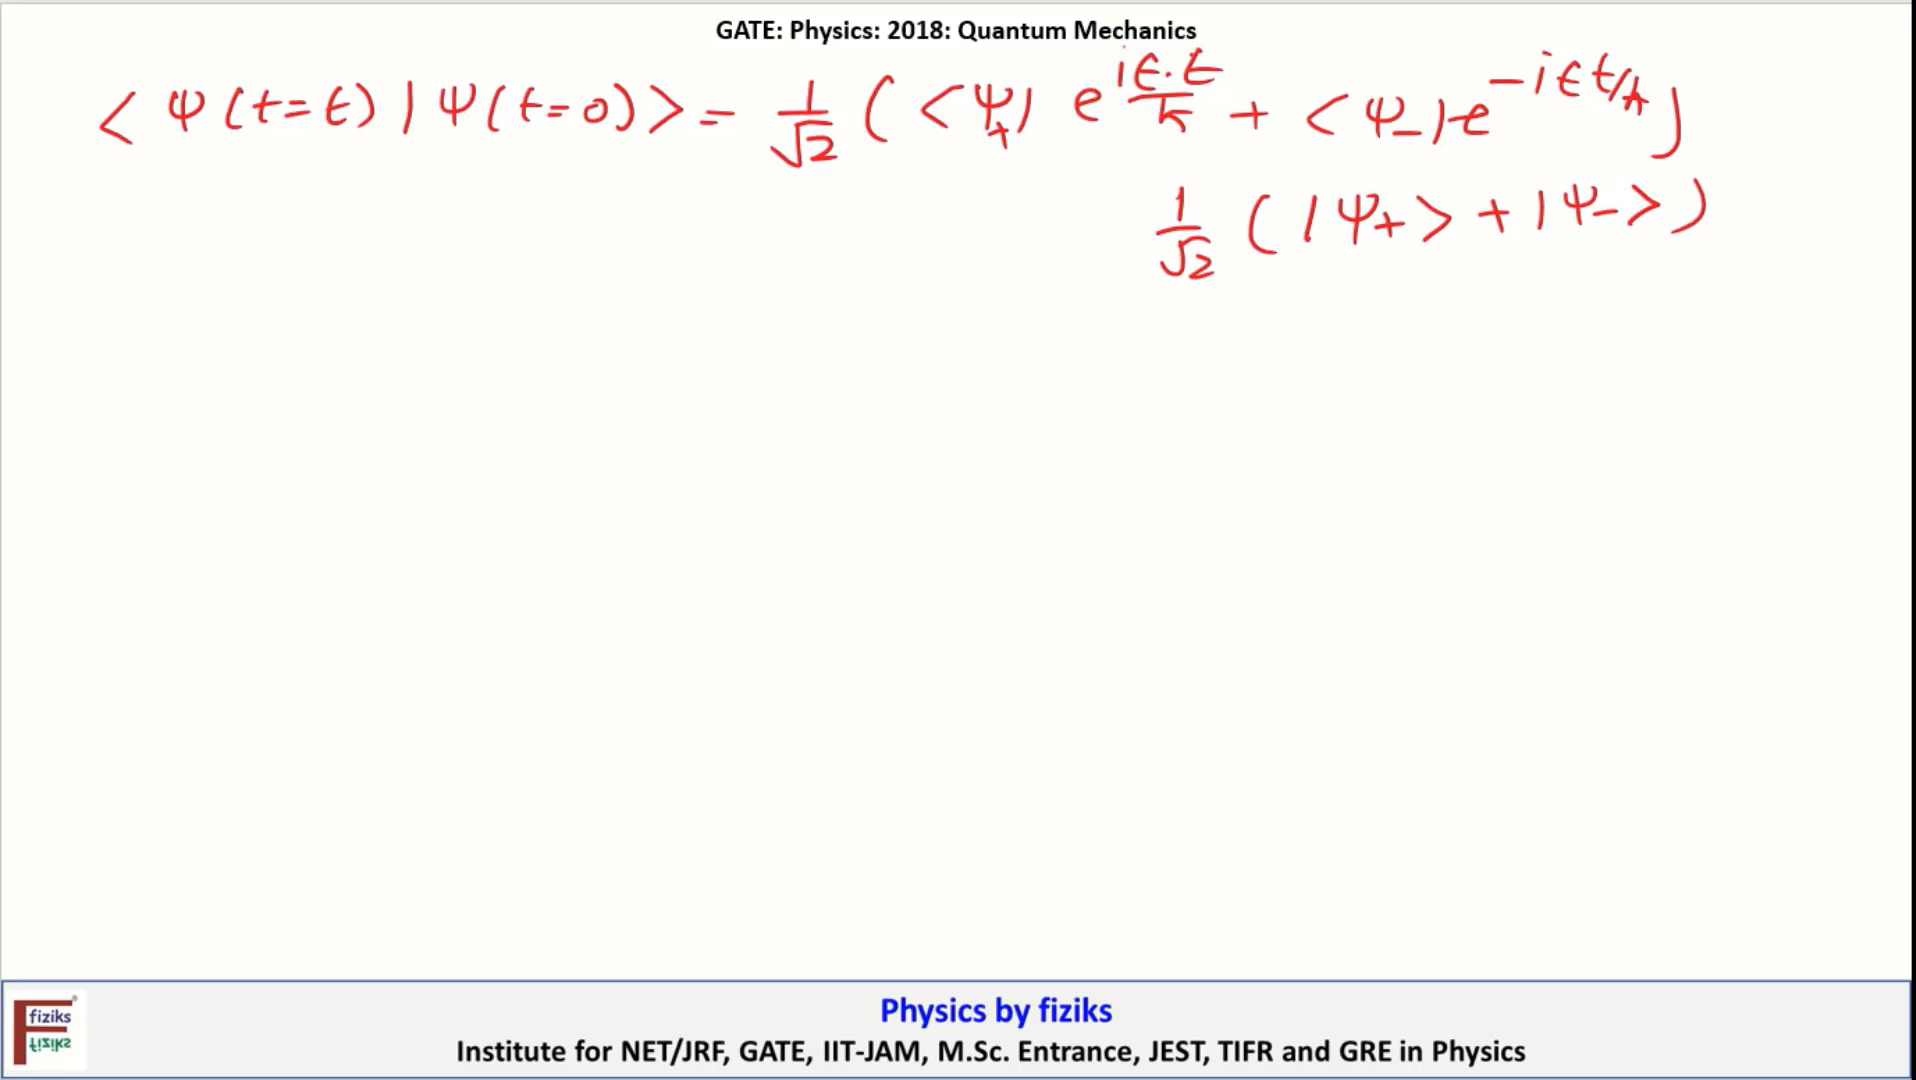 GATE: Physics: 2018: Quantum Mechanics
< ψ(t=t) | ψ(t=0) > = 1/√2 ( <ψ+| e^(iϵ.t/ħ) + <ψ-| e^(-iϵt/ħ) )
1/√2 ( |ψ+> + |ψ-> )
fiziks
fiziks
Physics by fiziks
Institute for NET/JRF, GATE, IIT-JAM, M.Sc. Entrance, JEST, TIFR and GRE in Physics